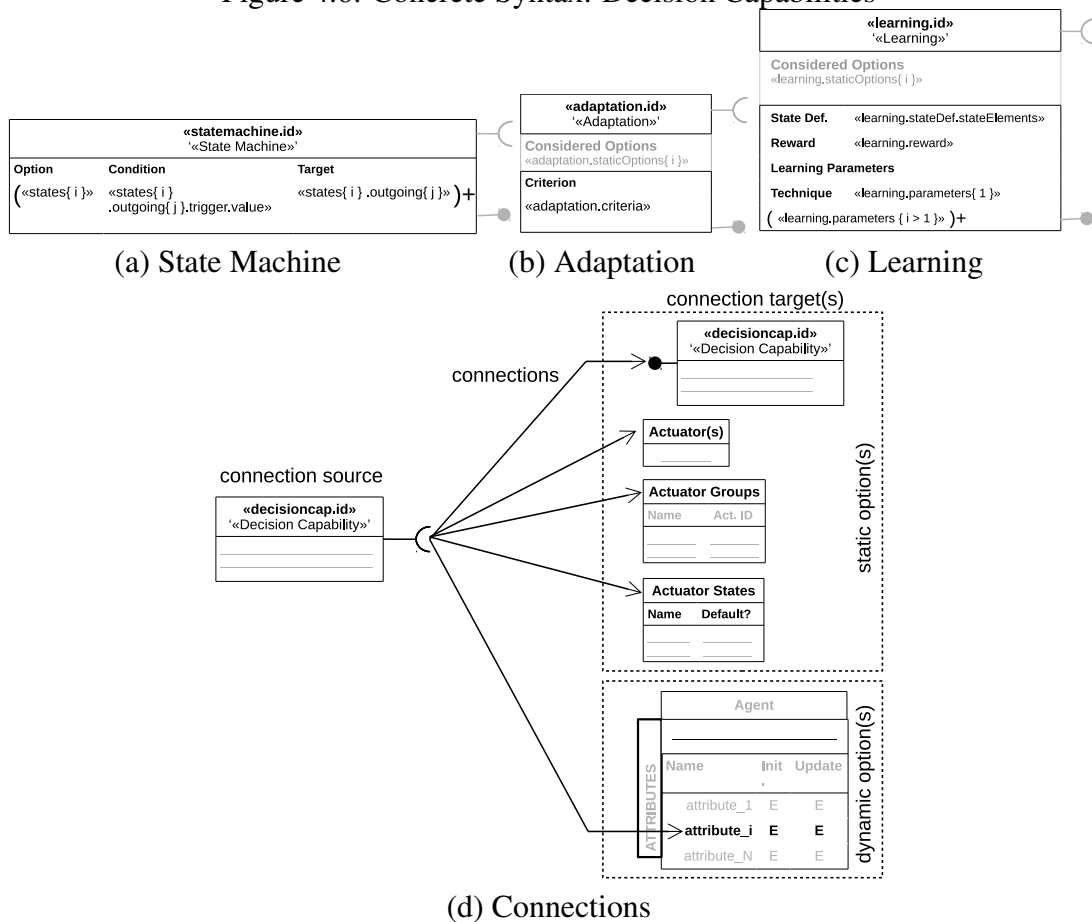 Figure 4.6: Concrete Syntax: Decision Capabilities
«statemachine.id»
‘«State Machine»’
Option Condition Target
(«states{ i }» «states{ i } .outgoing{ j }.trigger.value» «states{ i } .outgoing{ j }» )+
(a) State Machine
«adaptation.id»
‘«Adaptation»’
Considered Options
«adaptation.staticOptions{ i }»
Criterion
«adaptation.criteria»
(b) Adaptation
«learning.id»
‘«Learning»’
Considered Options
«learning.staticOptions{ i }»
State Def. «learning.stateDef.stateElements»
Reward «learning.reward»
Learning Parameters
Technique «learning.parameters{ 1 }»
( «learning.parameters { i > 1 }» )+
(c) Learning
connection target(s)
«decisioncap.id»
‘«Decision Capability»’
connections
Actuator(s)
connection source
«decisioncap.id»
‘«Decision Capability»’
Actuator Groups
Name Act. ID
Actuator States
Name Default?
static option(s)
Agent
ATTRIBUTES
Name Init. Update
attribute_1 E E
attribute_i E E
attribute_N E E
dynamic option(s)
(d) Connections